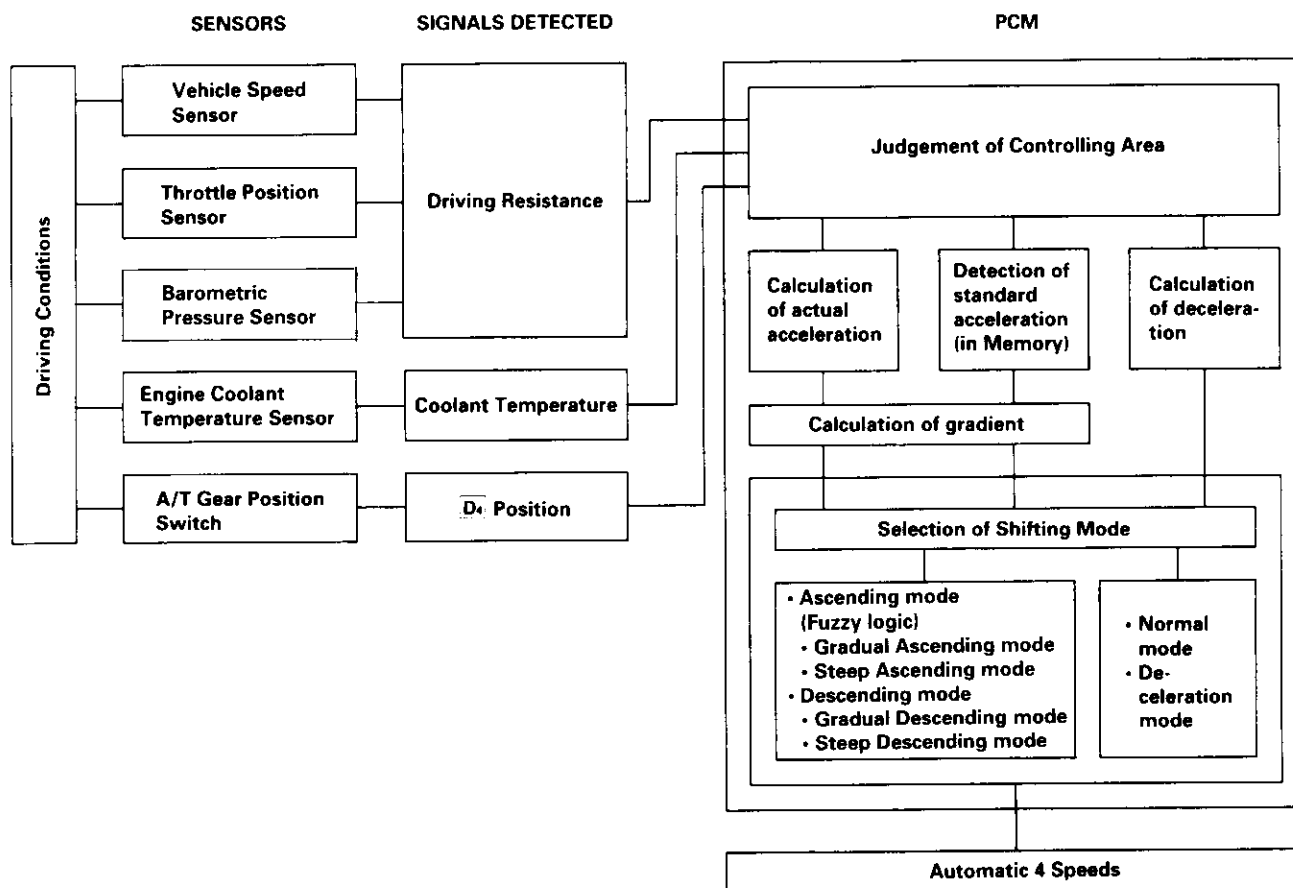 SENSORS
SIGNALS DETECTED
PCM
Driving Conditions
Vehicle Speed
Sensor
Throttle Position
Sensor
Barometric
Pressure Sensor
Engine Coolant
Temperature Sensor
A/T Gear Position
Switch
Driving Resistance
Coolant Temperature
D4 Position
Judgement of Controlling Area
Calculation
of actual
acceleration
Detection of
standard
acceleration
(in Memory)
Calculation
of decelera-
tion
Calculation of gradient
Selection of Shifting Mode
• Ascending mode
(Fuzzy logic)
• Gradual Ascending mode
• Steep Ascending mode
• Descending mode
• Gradual Descending mode
• Steep Descending mode
• Normal
mode
• De-
celeration
mode
Automatic 4 Speeds